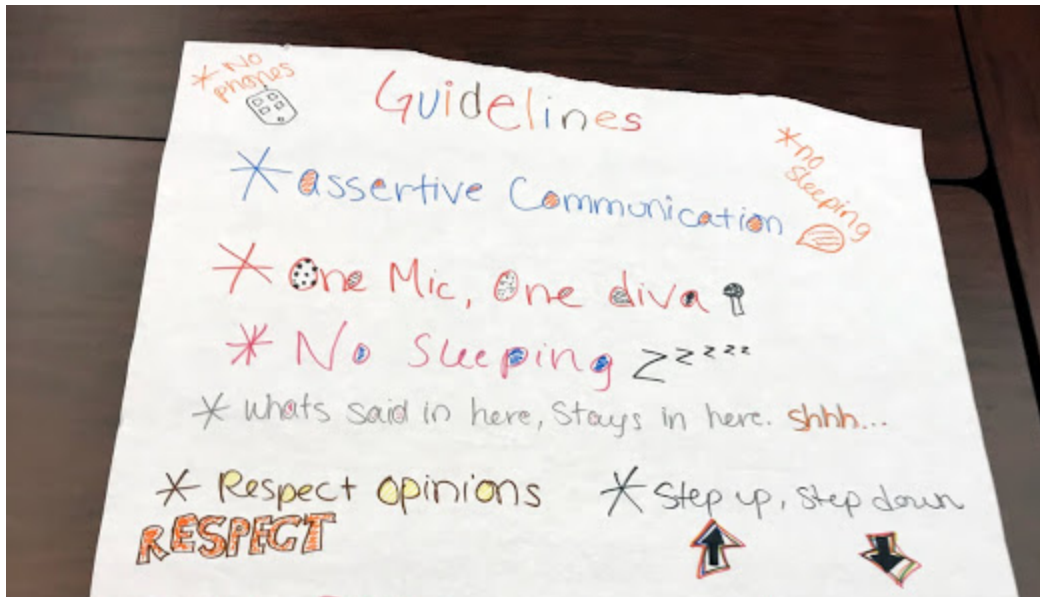 * No
phones
Guidelines
* no
sleeping
* assertive Communication
* One Mic, One diva
* No Sleeping Zzzzz
* whats said in here, Stays in here. shhh...
* Respect opinions
RESPECT
* Step up, Step down